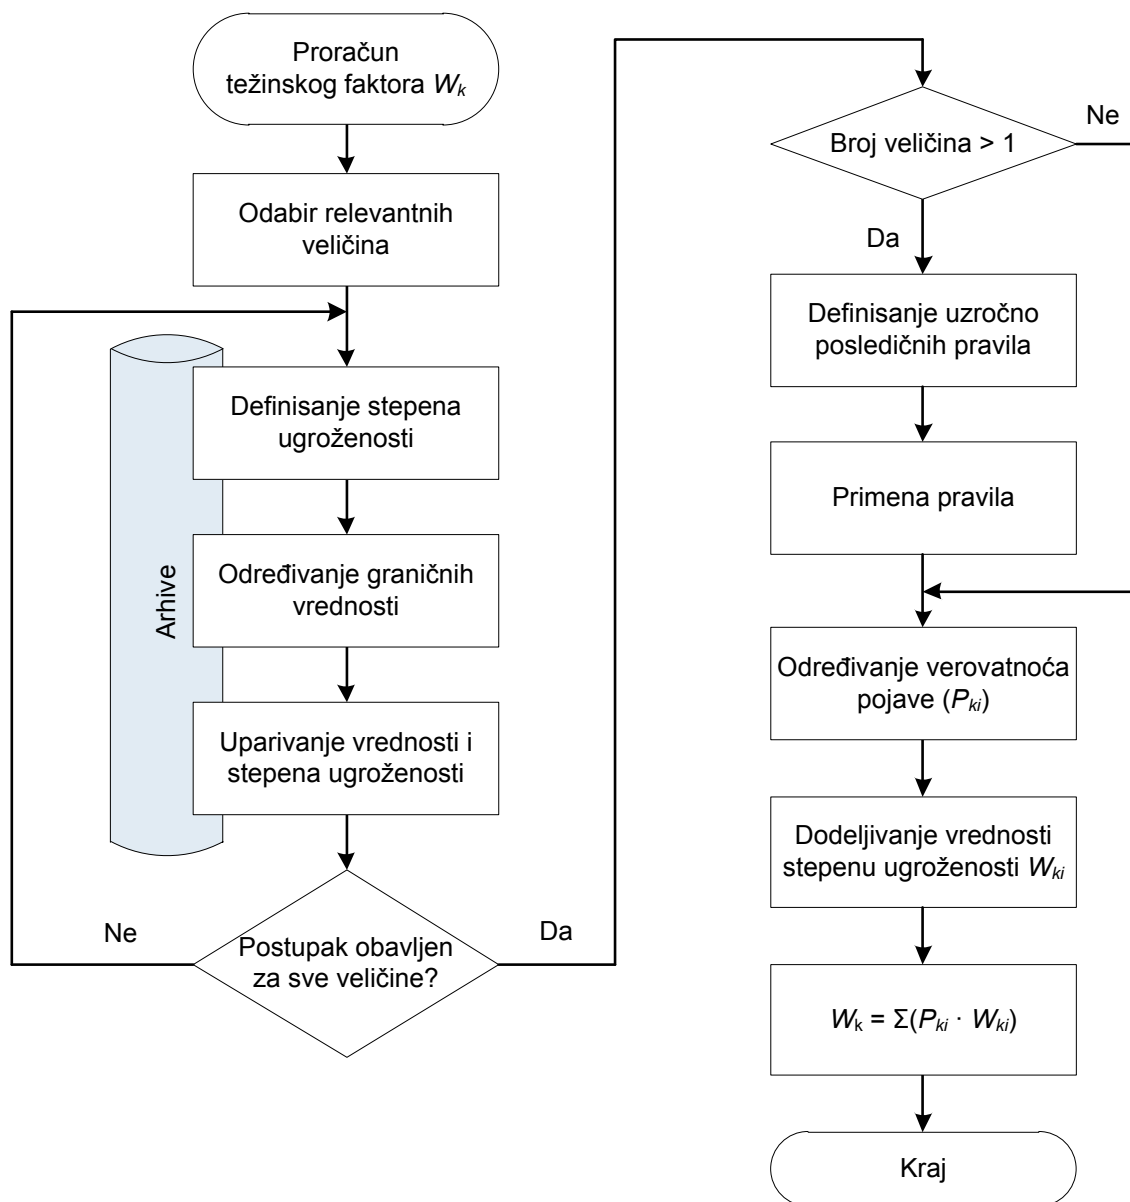 Proračun
težinskog faktora Wk
Odabir relevantnih
veličina
Definisanje stepena
ugroženosti
Određivanje graničnih
vrednosti
Arhive
Uparivanje vrednosti i
stepena ugroženosti
Ne
Postupak obavljen
za sve veličine?
Da
Broj veličina > 1
Ne
Da
Definisanje uzročno
posledičnih pravila
Primena pravila
Određivanje verovatnoća
pojave (Pki)
Dodeljivanje vrednosti
stepenu ugroženosti Wki
Wk = Σ(Pki · Wki)
Kraj